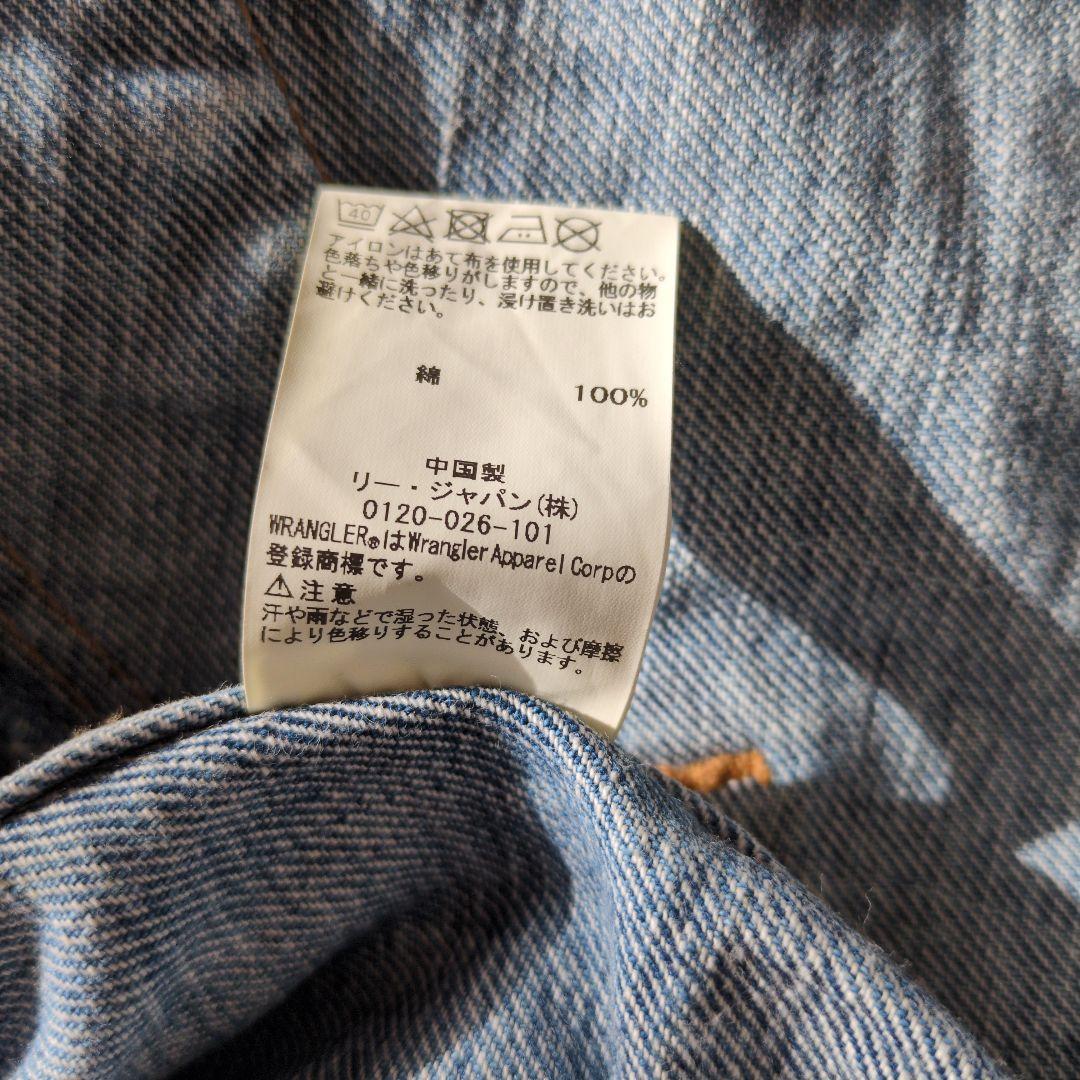 40
アイロンはあて布を使用してください。
色落ちや色移りがしますので、他の物
と一緒に洗ったり、浸け置き洗いはお
避けください。
綿 100%
中国製
リー・ジャパン(株)
0120-026-101
WRANGLER®はWrangler Apparel Corpの
登録商標です。
⚠注意
汗や雨などで湿った状態、および摩擦
により色移りすることがあります。